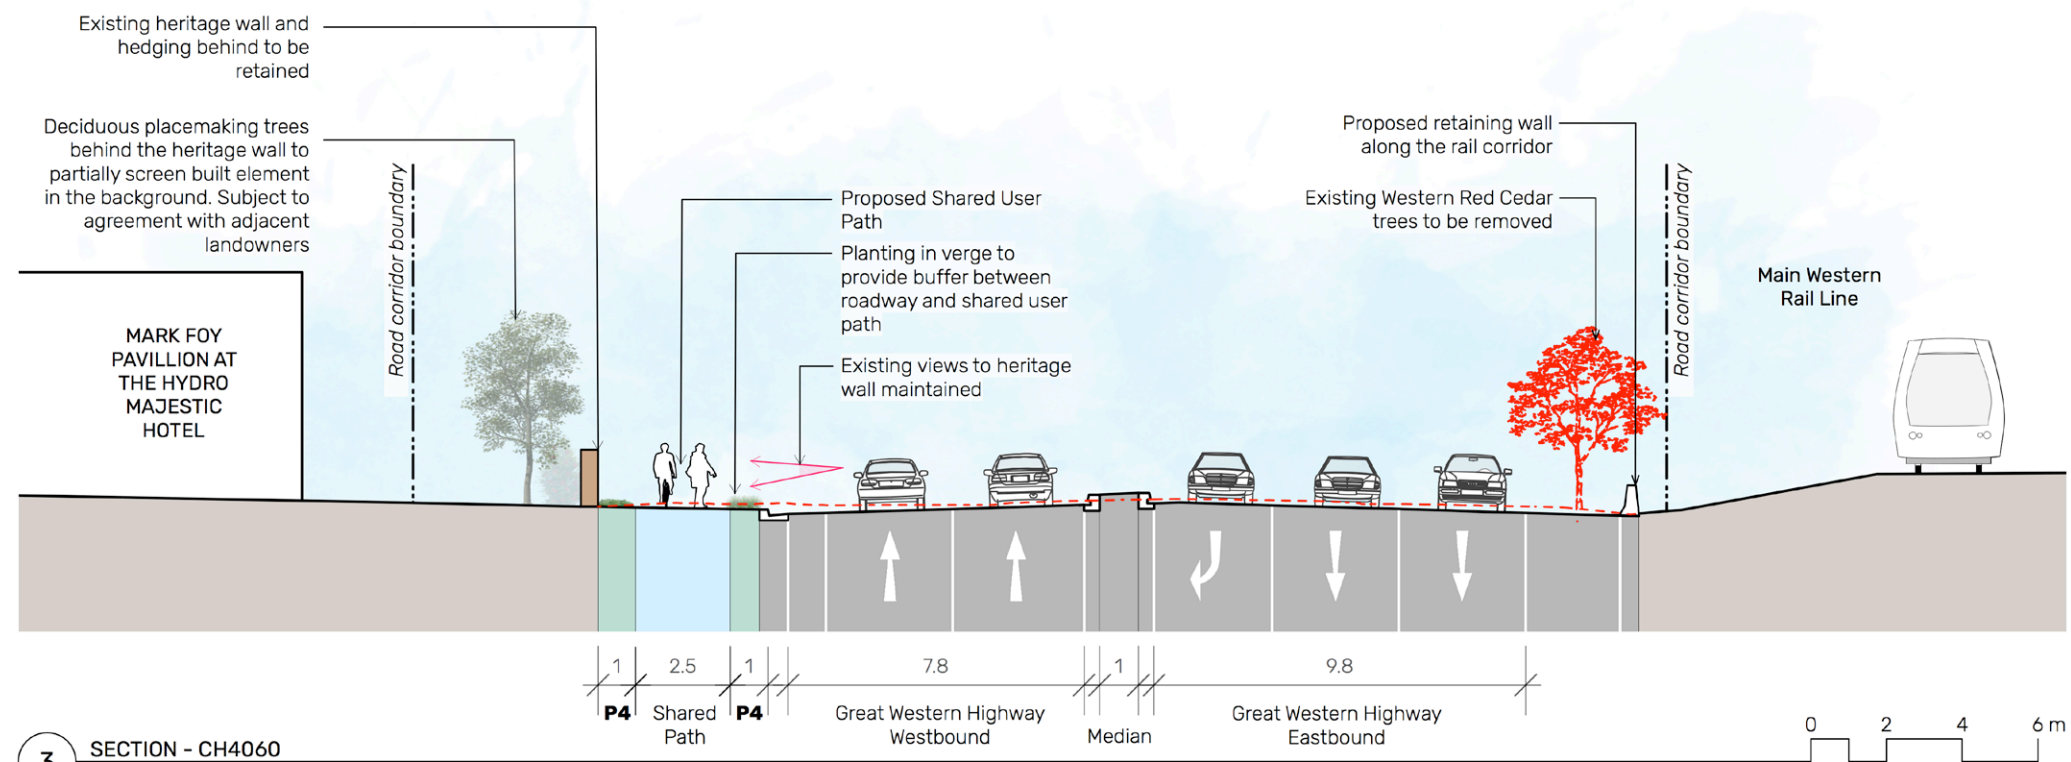 Existing heritage wall and
hedging behind to be
retained
Deciduous placemaking trees
behind the heritage wall to
partially screen built element
in the background. Subject to
agreement with adjacent
landowners
MARK FOY
PAVILLION AT
THE HYDRO
MAJESTIC
HOTEL
Road corridor boundary
Proposed Shared User
Path
Planting in verge to
provide buffer between
roadway and shared user
path
Existing views to heritage
wall maintained
Proposed retaining wall
along the rail corridor
Existing Western Red Cedar
trees to be removed
Road corridor boundary
Main Western
Rail Line
1 2.5 1 7.8 1 9.8
P4 Shared
Path
P4
Great Western Highway
Westbound
Median
Great Western Highway
Eastbound
0 2 4 6 m
3 SECTION - CH4060